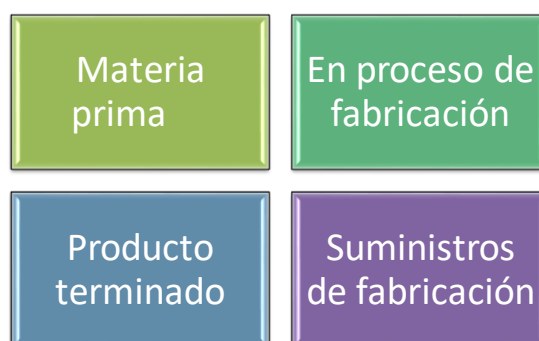 Materia
prima
En proceso de
fabricación
Producto
terminado
Suministros
de fabricación